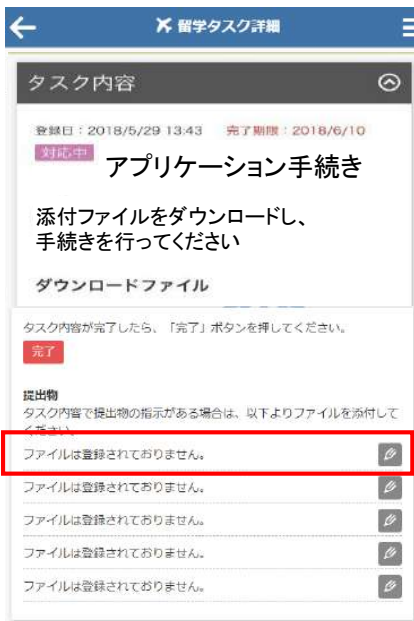 留学タスク詳細
タスク内容
登録日：2018/5/29 13:43 完了期限：2018/6/10
対応中
アプリケーション手続き
添付ファイルをダウンロードし、
手続きを行ってください
ダウンロードファイル
タスク内容が完了したら、「完了」ボタンを押してください。
完了
提出物
タスク内容で提出物の指示がある場合は、以下よりファイルを添付して
ください。
ファイルは登録されておりません。
ファイルは登録されておりません。
ファイルは登録されておりません。
ファイルは登録されておりません。
ファイルは登録されておりません。